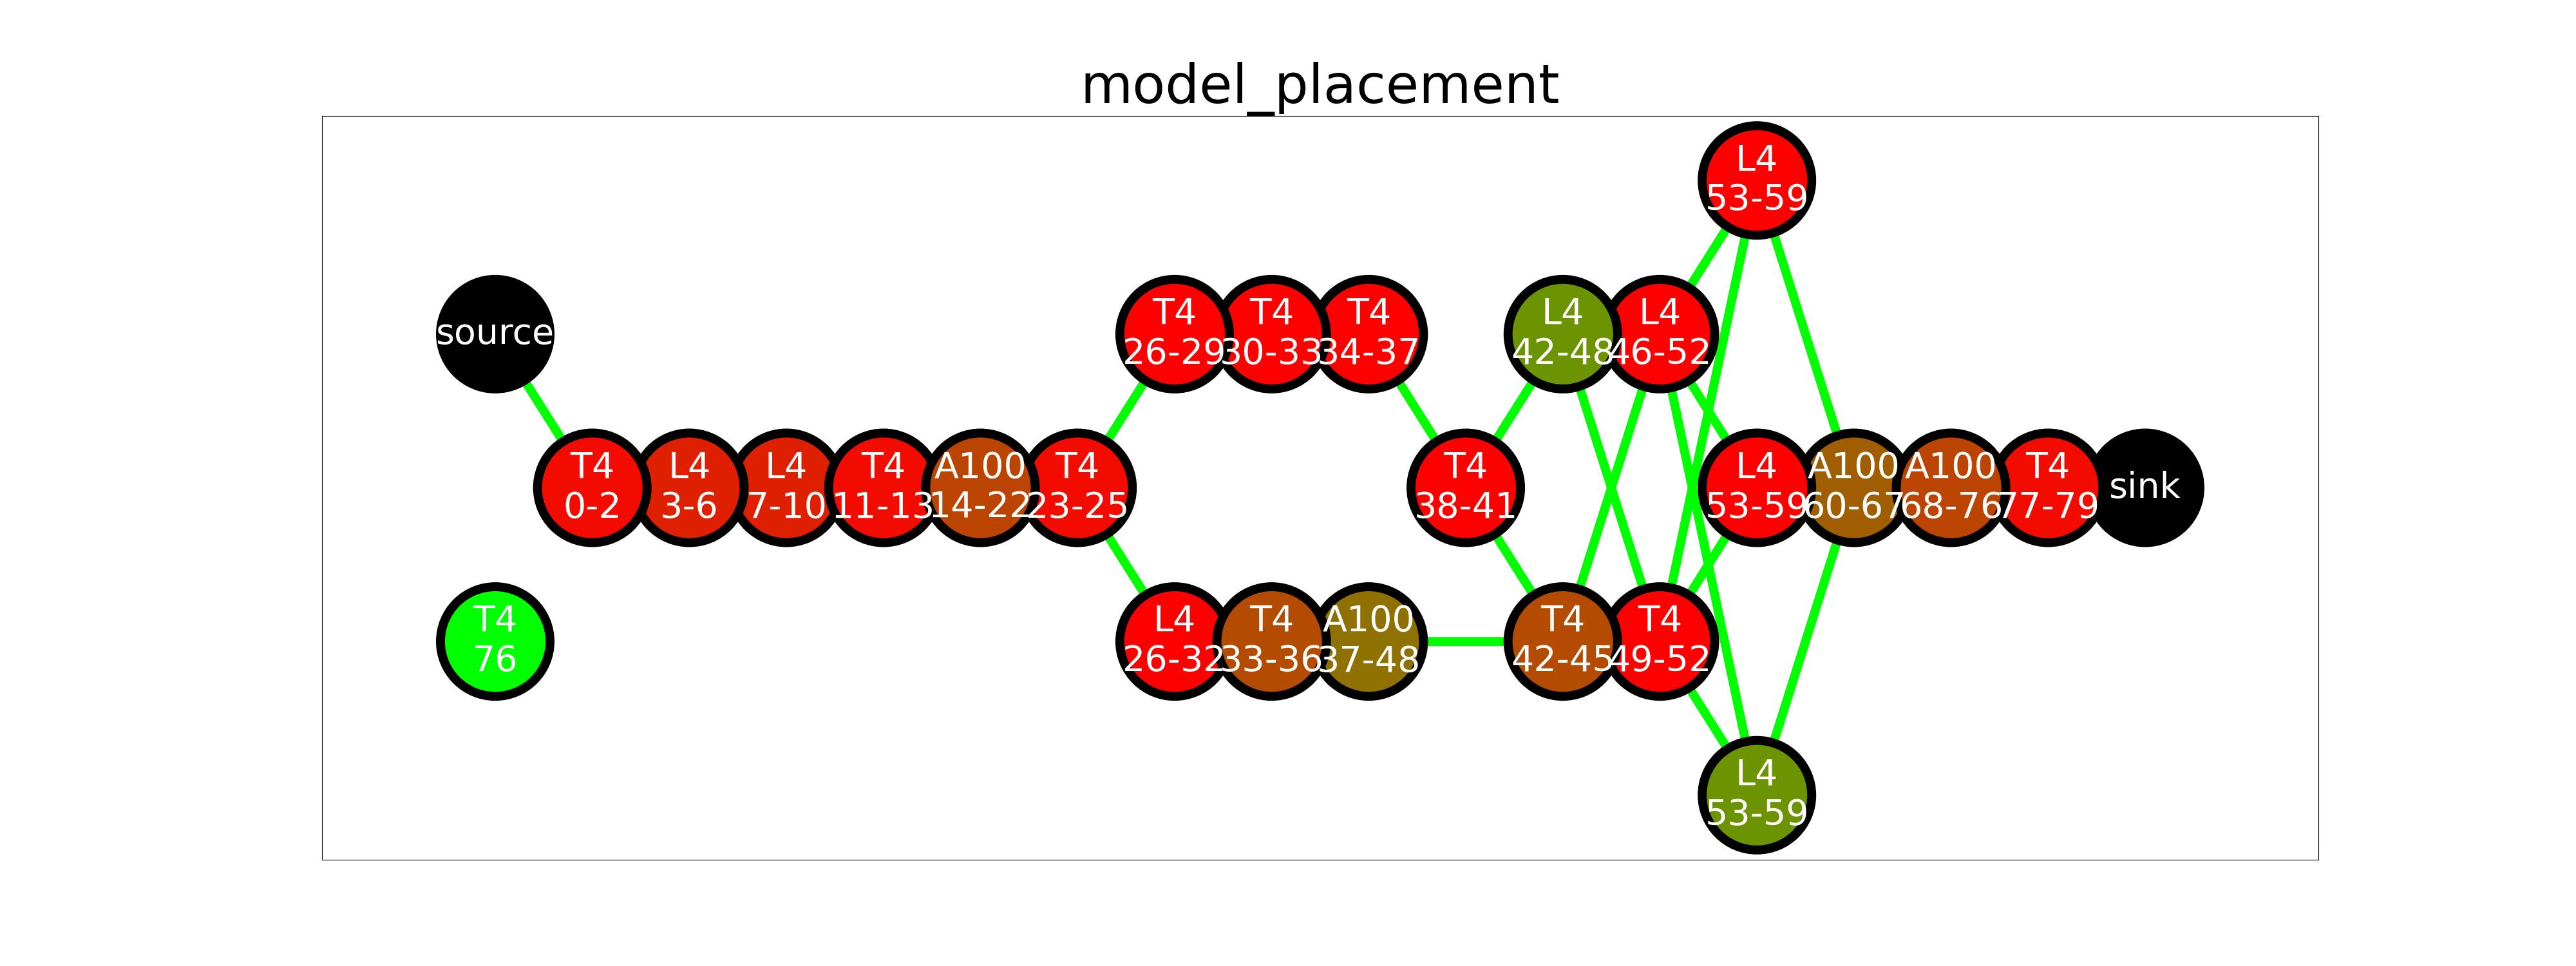 model_placement
L4
53-59
source
T4
26-29
T4
30-33
T4
34-37
L4
42-48
L4
46-52
T4
0-2
L4
3-6
L4
7-10
T4
11-13
A100
14-22
T4
23-25
T4
38-41
L4
53-59
A100
60-67
A100
68-76
T4
77-79
sink
T4
76
L4
26-32
T4
33-36
A100
37-48
T4
42-45
T4
49-52
L4
53-59